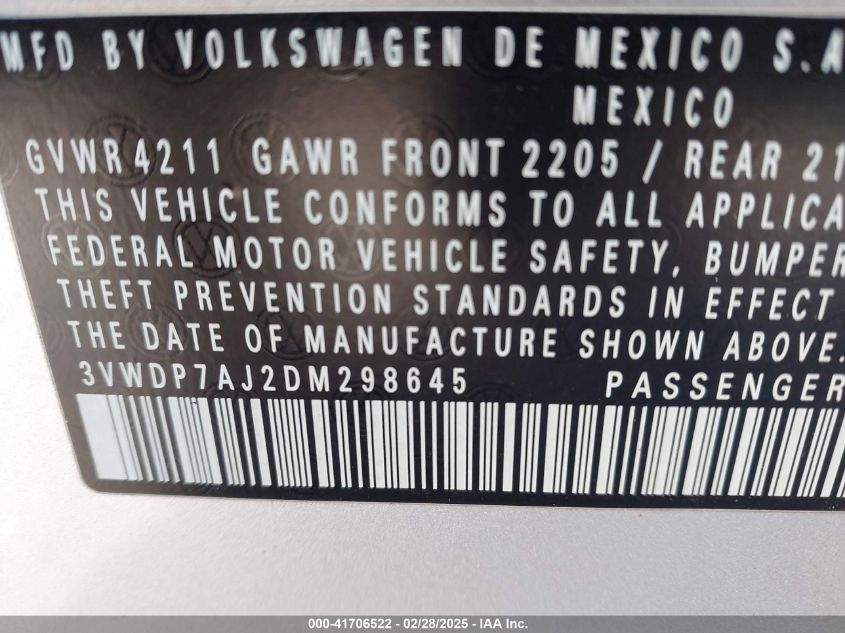 MFD BY VOLKSWAGEN DE MEXICO S.A
MEXICO
GVWR 4211 GAWR FRONT 2205 / REAR 21
THIS VEHICLE CONFORMS TO ALL APPLICA
FEDERAL MOTOR VEHICLE SAFETY, BUMPER
THEFT PREVENTION STANDARDS IN EFFECT
THE DATE OF MANUFACTURE SHOWN ABOVE.
3VWDP7AJ2DM298645 PASSENGER
000-41706522 / 02/28/2025 - IAA Inc.